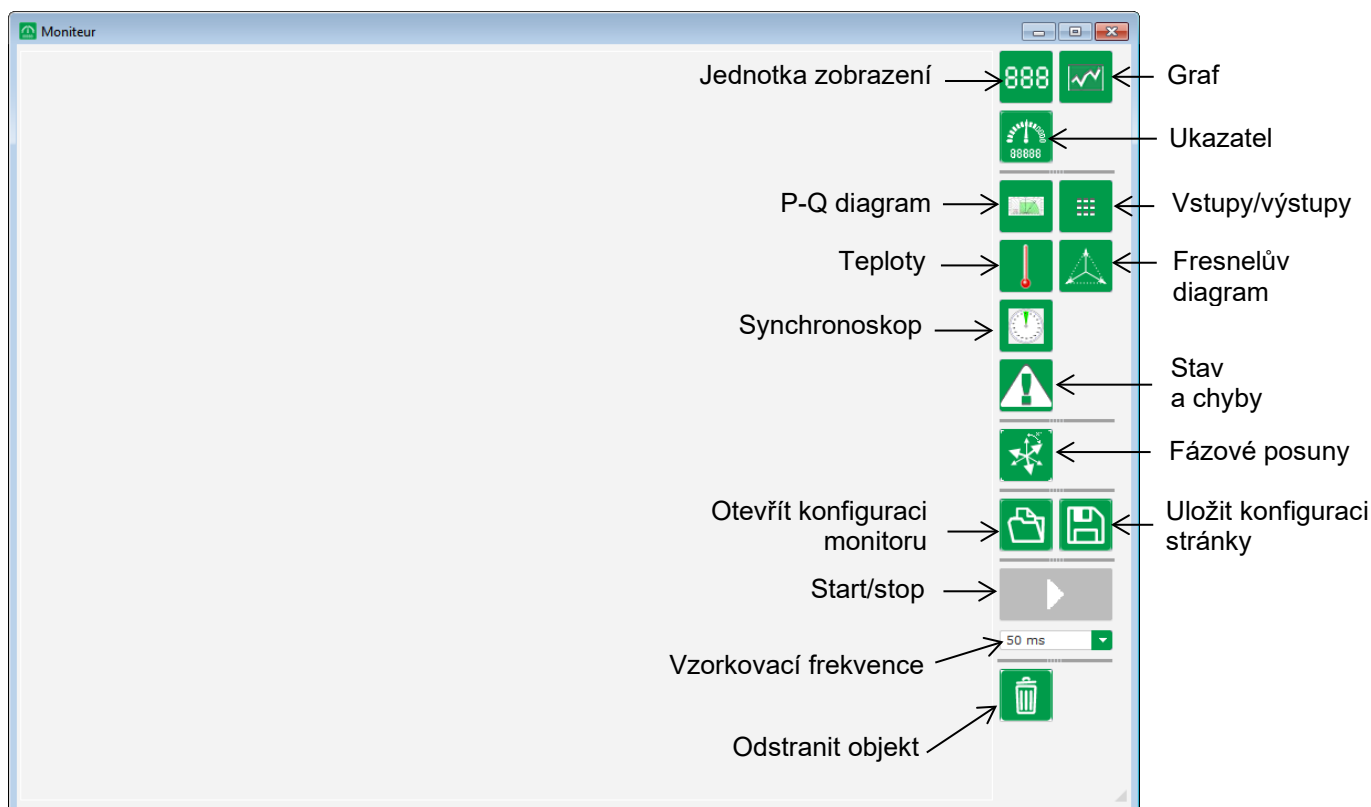 Moniteur
Jednotka zobrazení
888
Graf
Ukazatel
88888
P-Q diagram
Vstupy/výstupy
Teploty
Fresnelův
diagram
Synchronoskop
Stav
a chyby
Fázové posuny
Otevřít konfiguraci
monitoru
Uložit konfiguraci
stránky
Start/stop
50 ms
Vzorkovací frekvence
Odstranit objekt